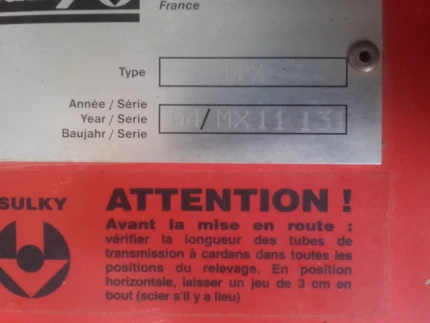 France
Type
Année / Série
Year / Serie 04/MX 11 131
Baujahr / Serie
SULKY
ATTENTION !
Avant la mise en route :
vérifier la longueur des tubes de
transmission à cardans dans toutes les
positions du relevage. En position
horizontale, laisser un jeu de 3 cm en
bout (scier s'il y a lieu)